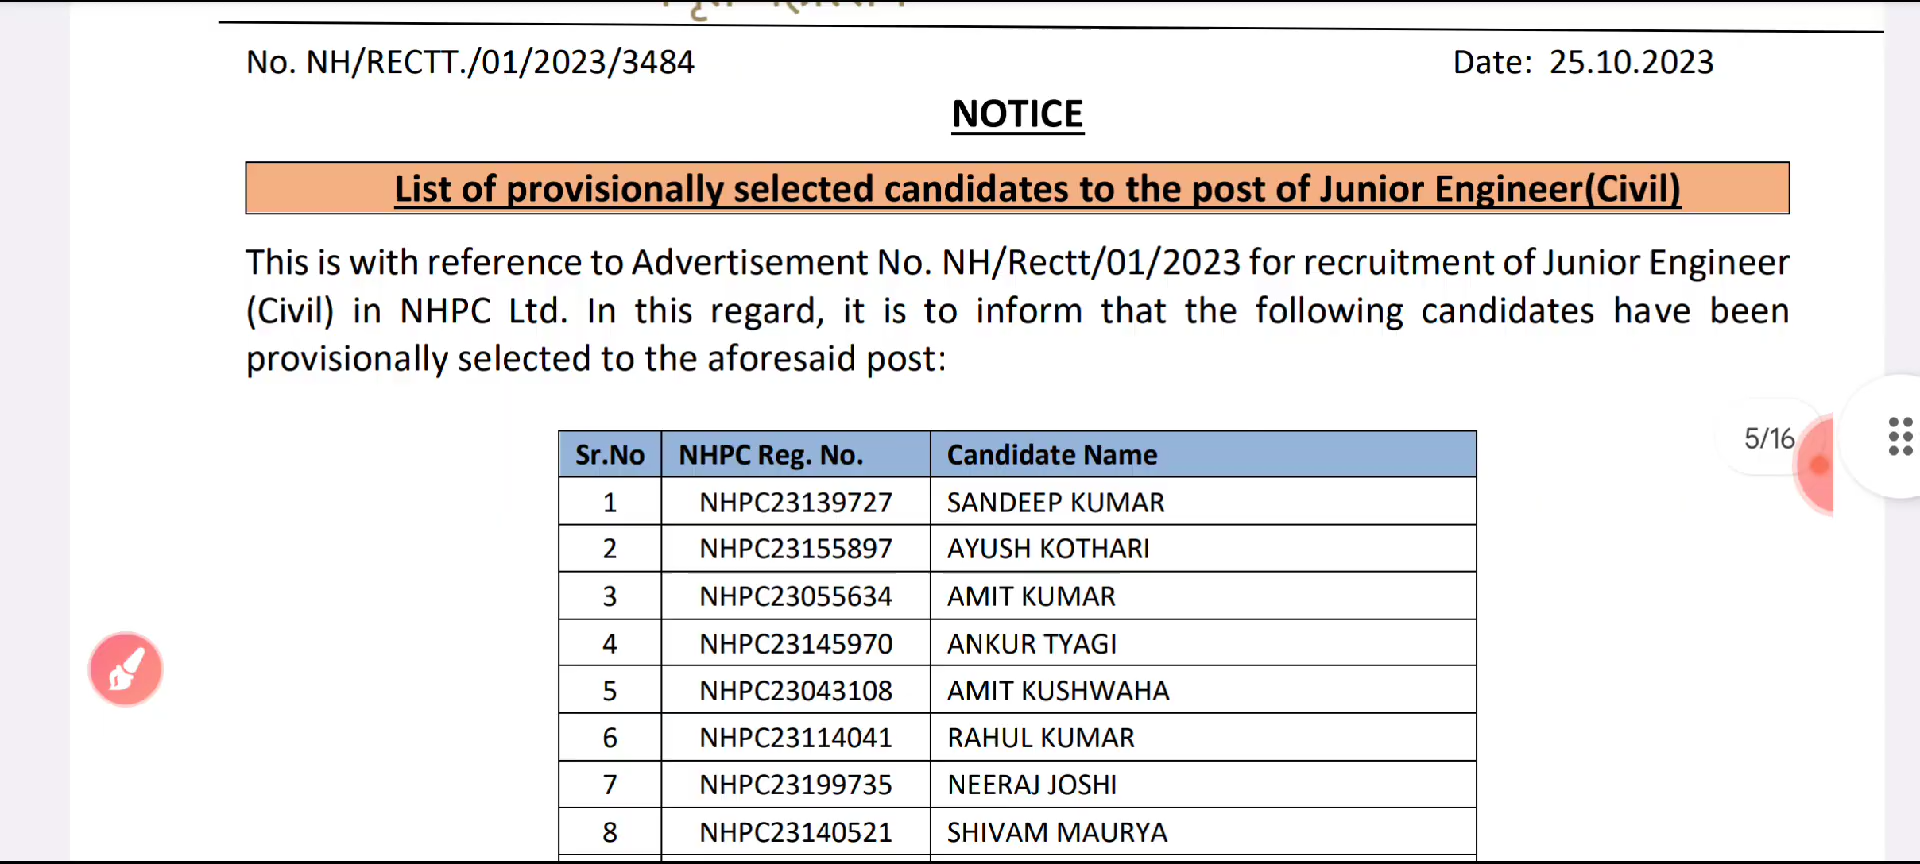 No. NH/RECTT./01/2023/3484 Date: 25.10.2023
NOTICE
List of provisionally selected candidates to the post of Junior Engineer(Civil)
This is with reference to Advertisement No. NH/Rectt/01/2023 for recruitment of Junior Engineer
(Civil) in NHPC Ltd. In this regard, it is to inform that the following candidates have been
provisionally selected to the aforesaid post:
5/16
Sr.No NHPC Reg. No. Candidate Name
1 NHPC23139727 SANDEEP KUMAR
2 NHPC23155897 AYUSH KOTHARI
3 NHPC23055634 AMIT KUMAR
4 NHPC23145970 ANKUR TYAGI
5 NHPC23043108 AMIT KUSHWAHA
6 NHPC23114041 RAHUL KUMAR
7 NHPC23199735 NEERAJ JOSHI
8 NHPC23140521 SHIVAM MAURYA